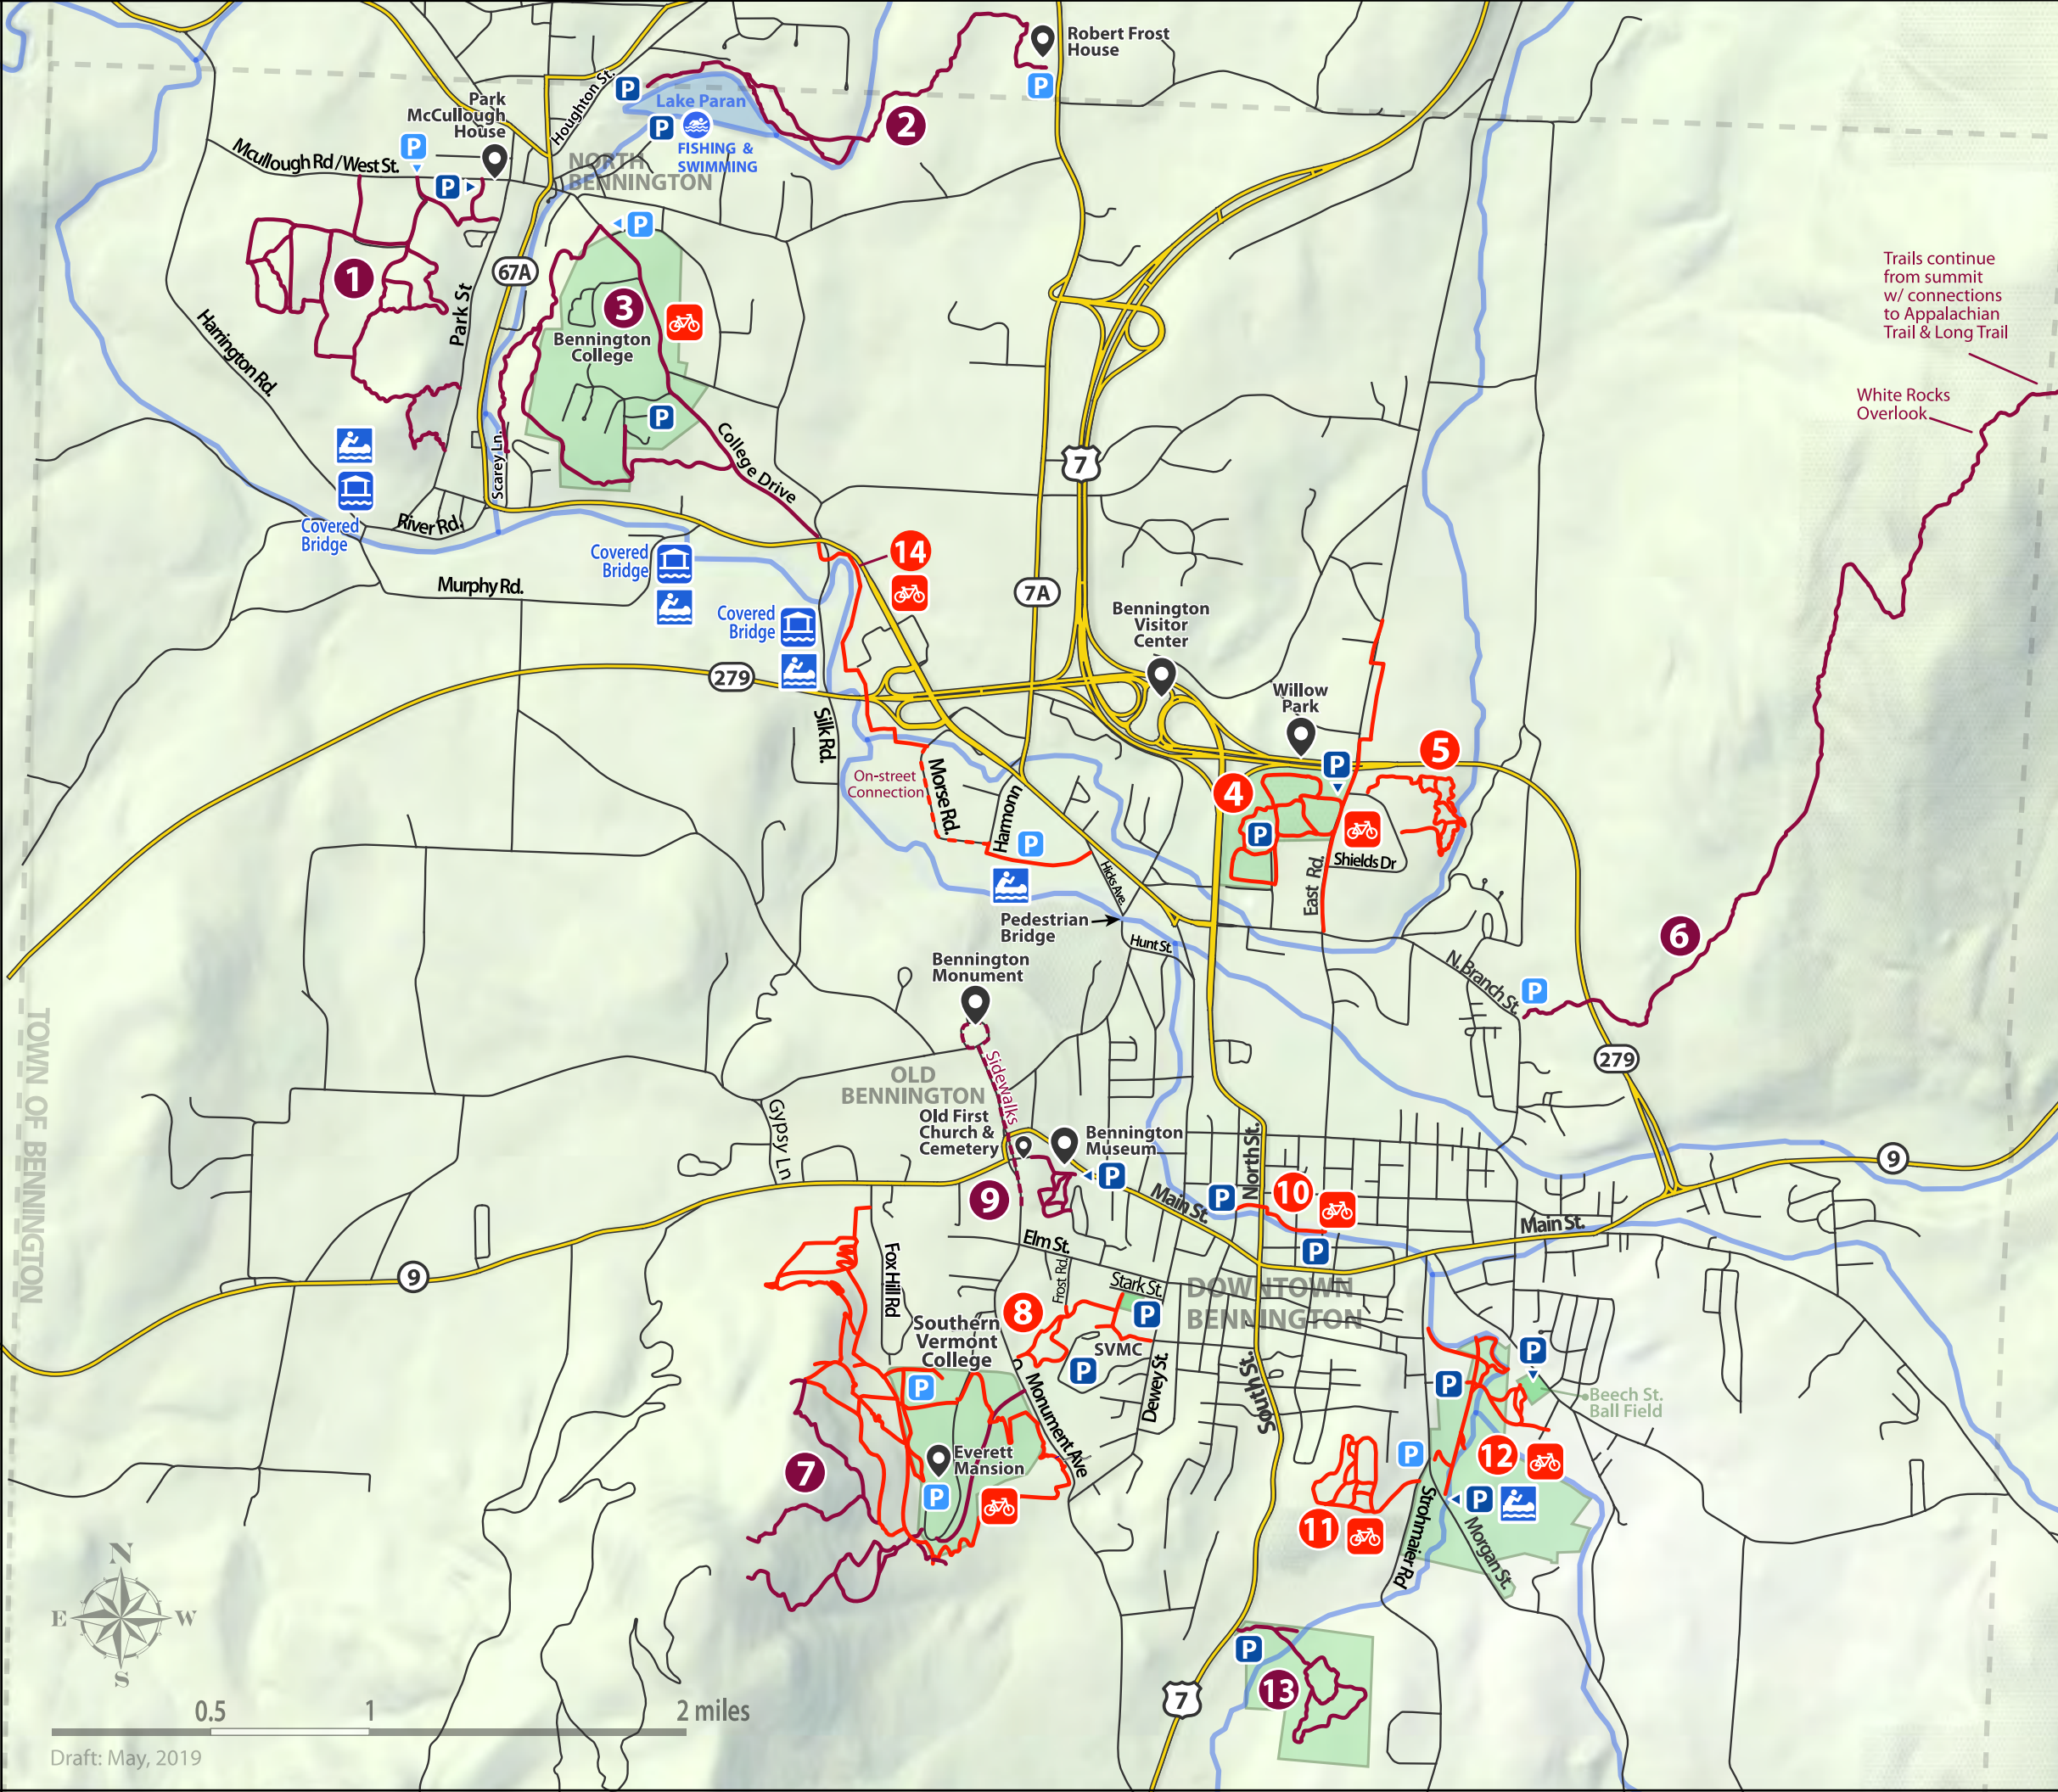 Robert Frost
House
P
P
Lake Paran
P
FISHING &
SWIMMING
2
Houghton St.
Park
McCullough
House
P
P
Mcullough Rd / West St.
NORTH
BENNINGTON
P
1
67A
Park St
Harrington Rd.
3
Bennington
College
P
College Drive
Scarey Ln.
River Rd.
Covered
Bridge
Murphy Rd.
Covered
Bridge
Covered
Bridge
14
7
7A
279
Silk Rd.
Bennington
Visitor
Center
Willow
Park
P
5
4
P
Shields Dr
East Rd.
Trails continue
from summit
w/ connections
to Appalachian
Trail & Long Trail
White Rocks
Overlook
6
On-street
Connection
Morse Rd.
Harmonn
P
Hicks Ave.
Pedestrian
Bridge
Hunt St.
N. Branch St.
P
279
Bennington
Monument
Sidewalks
OLD
BENNINGTON
Old First
Church &
Cemetery
Bennington
Museum
P
9
Gypsy Ln
TOWN OF BENNINGTON
9
9
Main St.
P
North St.
10
P
Main St.
Elm St.
Frost Rd.
Stark St.
P
DOWNTOWN
BENNINGTON
8
SVMC
P
Dewey St.
South St.
Fox Hill Rd
Southern
Vermont
College
P
Monument Ave
Everett
Mansion
P
7
P
P
Beech St.
Ball Field
12
P
P
11
Strohmaier Rd
Morgan St.
P
13
7
N
E
W
S
0.5
1
2 miles
Draft: May, 2019